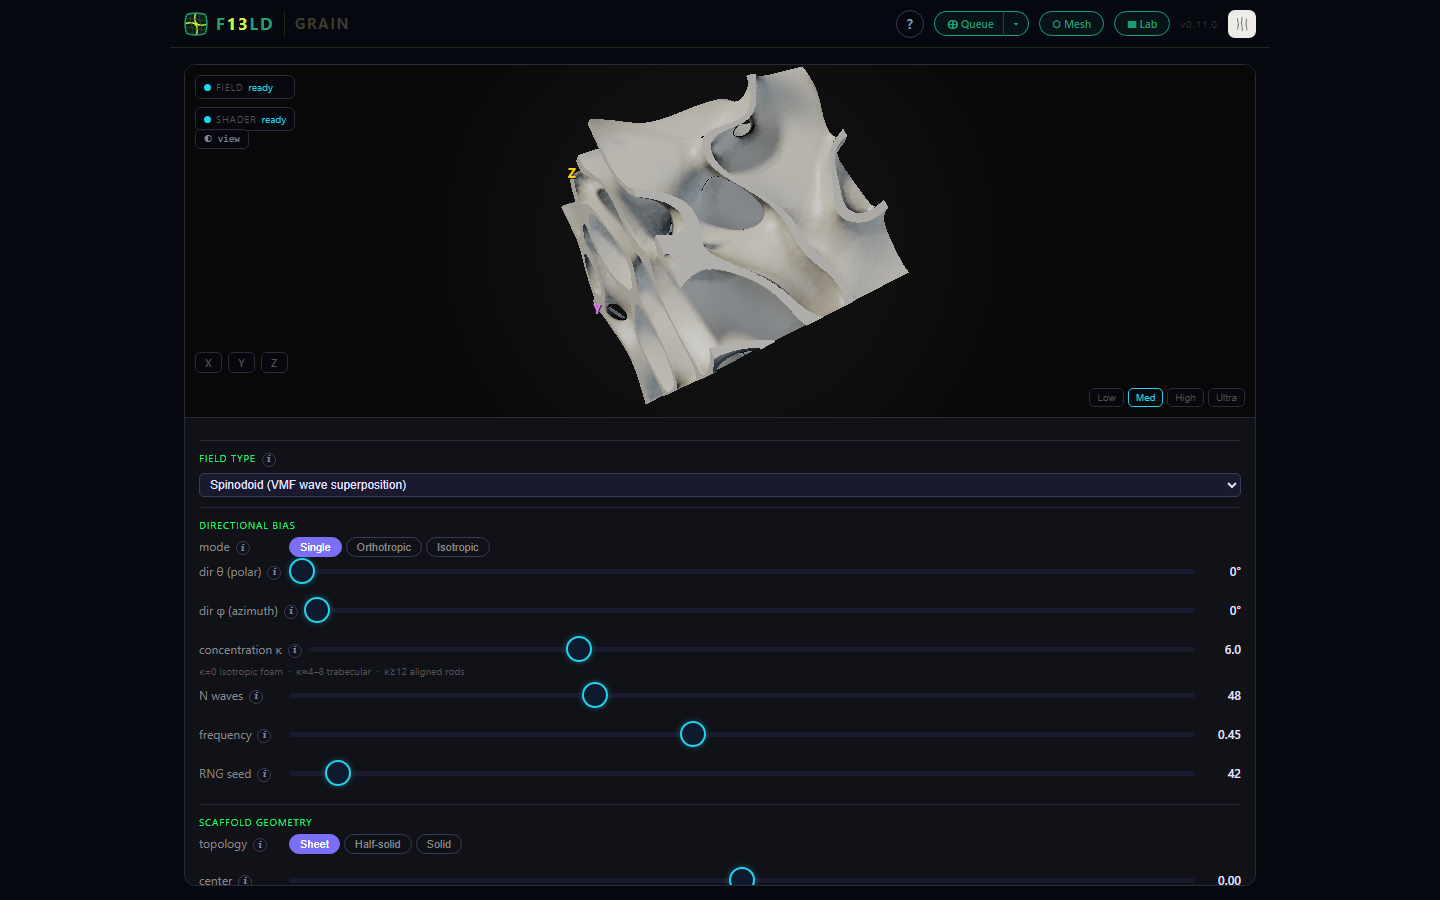 F13LD GRAIN
? Queue Mesh Lab v0.11.0
FIELD ready
SHADER ready
view
Z
Y
X Y Z
Low Med High Ultra
FIELD TYPE i
Spinodoid (VMF wave superposition)
DIRECTIONAL BIAS
mode i Single Orthotropic Isotropic
dir θ (polar) i 0°
dir φ (azimuth) i 0°
concentration κ i 6.0
κ=0 isotropic foam · κ≈4–8 trabecular · κ≥12 aligned rods
N waves i 48
frequency i 0.45
RNG seed i 42
SCAFFOLD GEOMETRY
topology i Sheet Half-solid Solid
center i 0.00